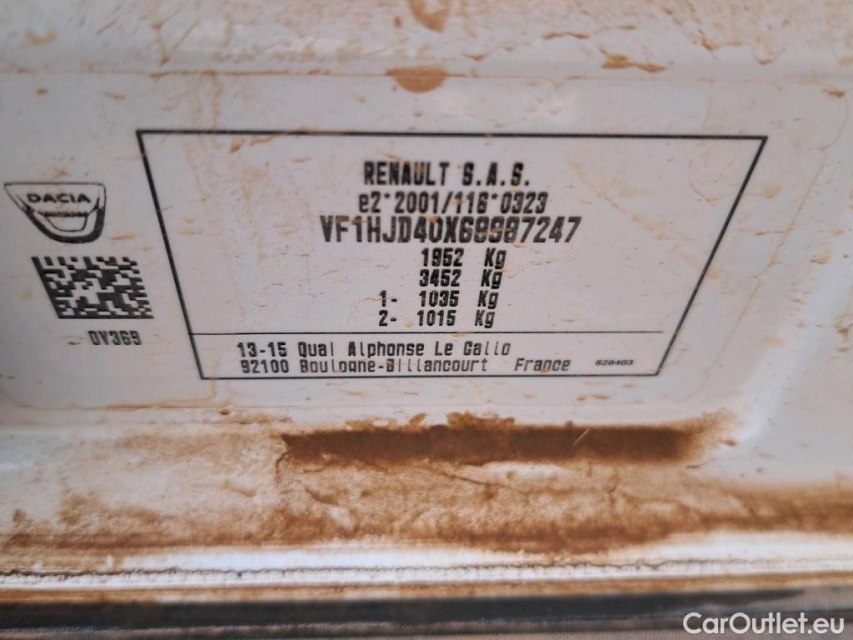 RENAULT S.A.S.
e2*2001/116*0323
VF1HJD40X69987247
1952 Kg
3452 Kg
1- 1035 Kg
2- 1015 Kg
DACIA
0V369
13-15 Quai Alphonse Le Gallo
92100 Boulogne-Billancourt France
628403
CarOutlet.eu